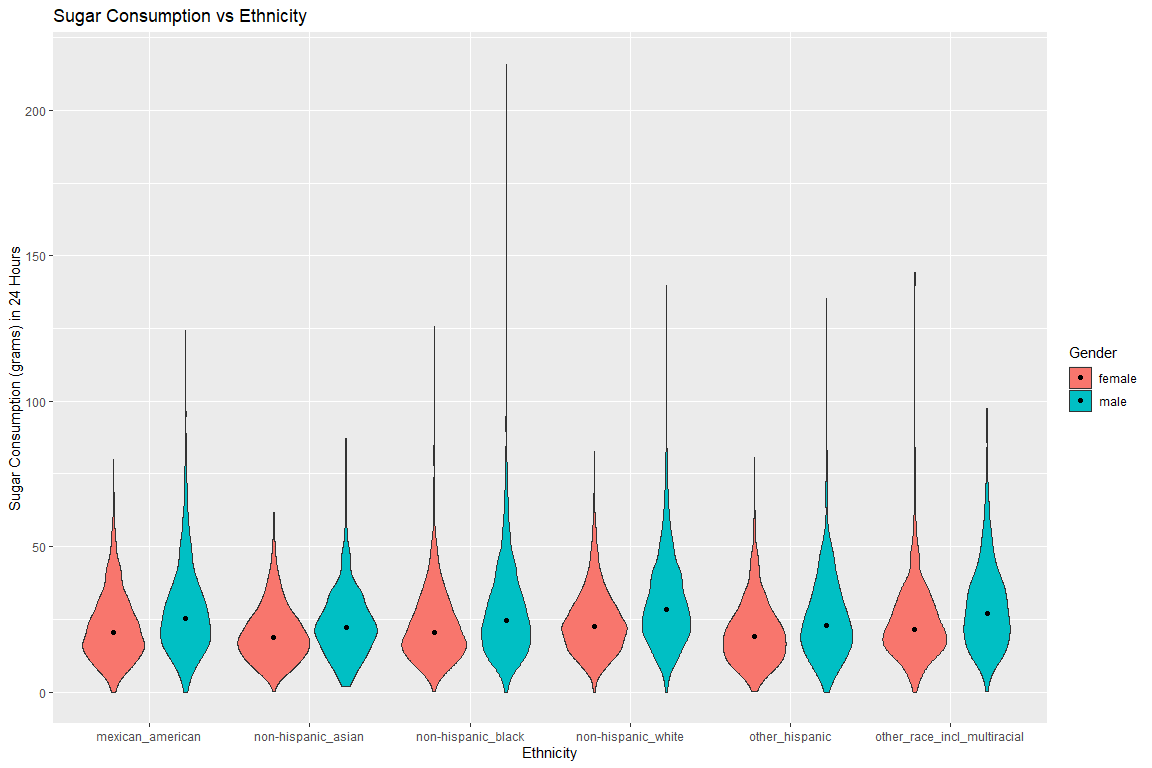 Sugar Consumption vs Ethnicity
Sugar Consumption (grams) in 24 Hours
200
150
100
50
0
mexican_american
non-hispanic_asian
non-hispanic_black
non-hispanic_white
other_hispanic
other_race_incl_multiracial
Ethnicity
Gender
female
male